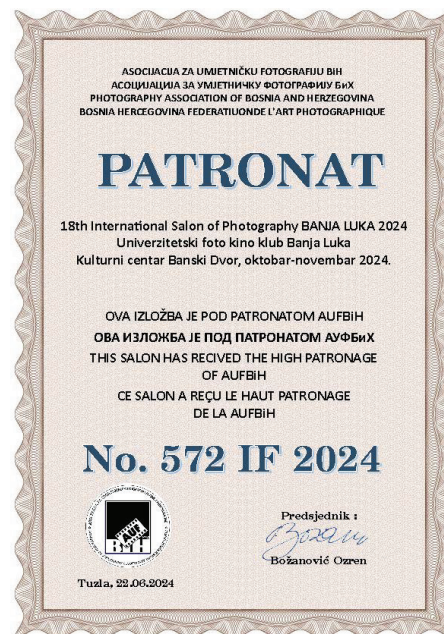 ASOCIJACIJA ZA UMJETNIČKU FOTOGRAFIJU BIH
АСОЦИЈАЦИЈА ЗА УМЈЕТНИЧКУ ФОТОГРАФИЈУ БиХ
PHOTOGRAPHY ASSOCIATION OF BOSNIA AND HERZEGOVINA
BOSNIA HERCEGOVINA FEDERATIUONDE L'ART PHOTOGRAPHIQUE
PATRONAT
18th International Salon of Photography BANJA LUKA 2024
Univerzitetski foto kino klub Banja Luka
Kulturni centar Banski Dvor, oktobar-novembar 2024.
OVA IZLOŽBA JE POD PATRONATOM AUFBiH
ОВА ИЗЛОЖБА ЈЕ ПОД ПАТРОНАТОМ АУФБиХ
THIS SALON HAS RECIVED THE HIGH PATRONAGE
OF AUFBiH
CE SALON A REÇU LE HAUT PATRONAGE
DE LA AUFBiH
No. 572 IF 2024
Predsjednik :
Božanović Ozren
Tuzla, 22.06.2024